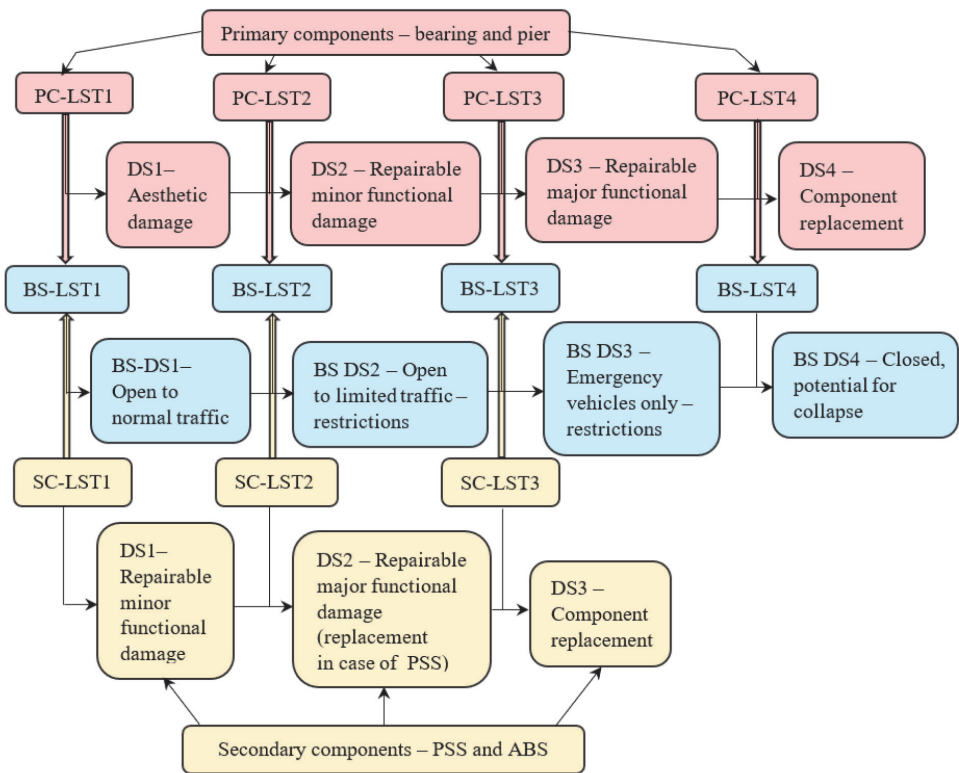 Primary components – bearing and pier
PC-LST1
PC-LST2
PC-LST3
PC-LST4
DS1–
Aesthetic
damage
DS2 – Repairable
minor functional
damage
DS3 – Repairable
major functional
damage
DS4 –
Component
replacement
BS-LST1
BS-LST2
BS-LST3
BS-LST4
BS-DS1–
Open to
normal traffic
BS DS2 – Open
to limited traffic –
restrictions
BS DS3 –
Emergency
vehicles only –
restrictions
BS DS4 – Closed,
potential for
collapse
SC-LST1
SC-LST2
SC-LST3
DS1–
Repairable
minor
functional
damage
DS2 – Repairable
major functional
damage
(replacement
in case of PSS)
DS3 –
Component
replacement
Secondary components – PSS and ABS